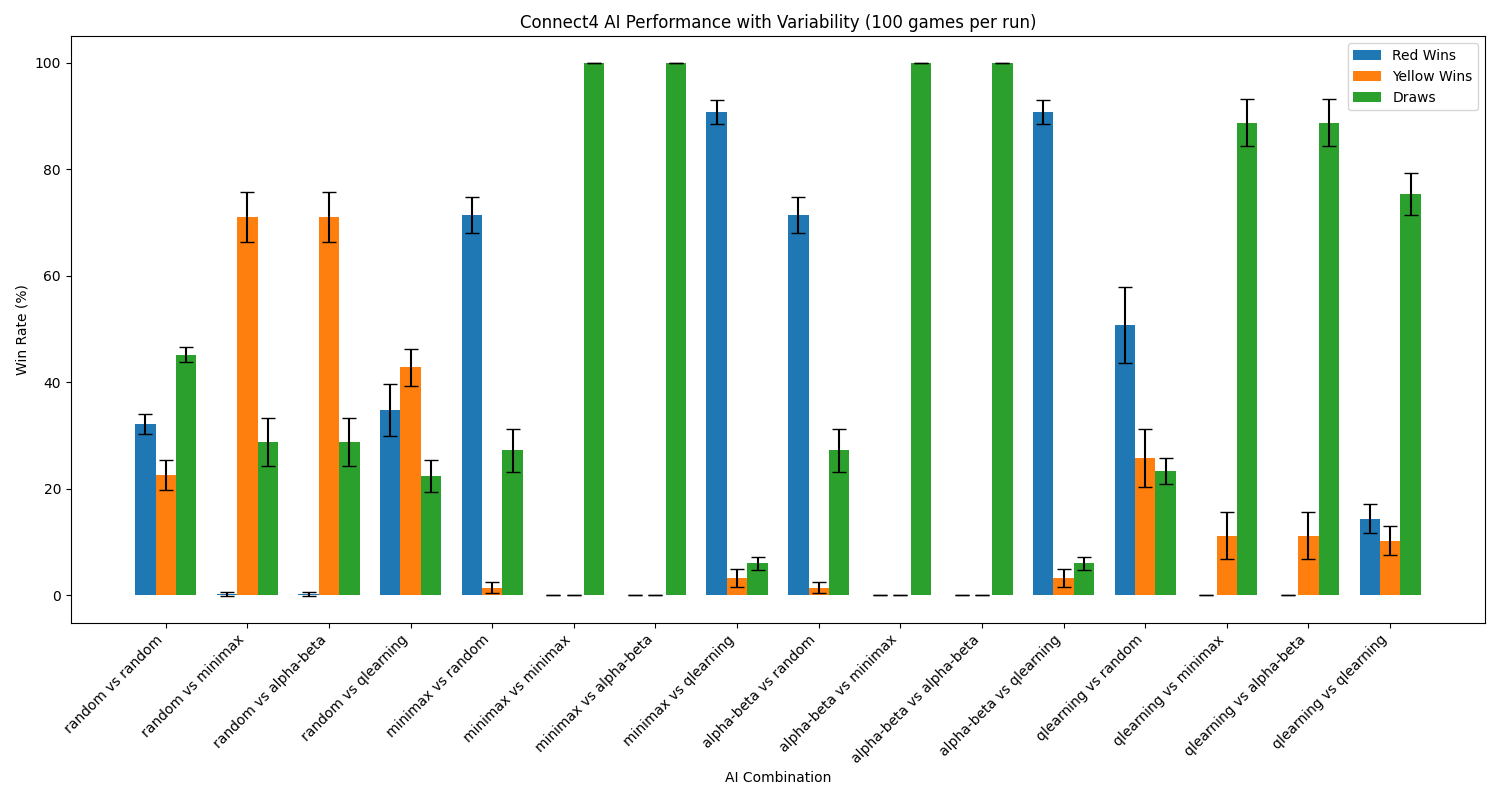 Connect4 AI Performance with Variability (100 games per run)
Red Wins
Yellow Wins
Draws
Win Rate (%)
100
80
60
40
20
0
random vs random
random vs minimax
random vs alpha-beta
random vs qlearning
minimax vs random
minimax vs minimax
minimax vs alpha-beta
minimax vs qlearning
alpha-beta vs random
alpha-beta vs minimax
alpha-beta vs alpha-beta
alpha-beta vs qlearning
qlearning vs random
qlearning vs minimax
qlearning vs alpha-beta
qlearning vs qlearning
AI Combination